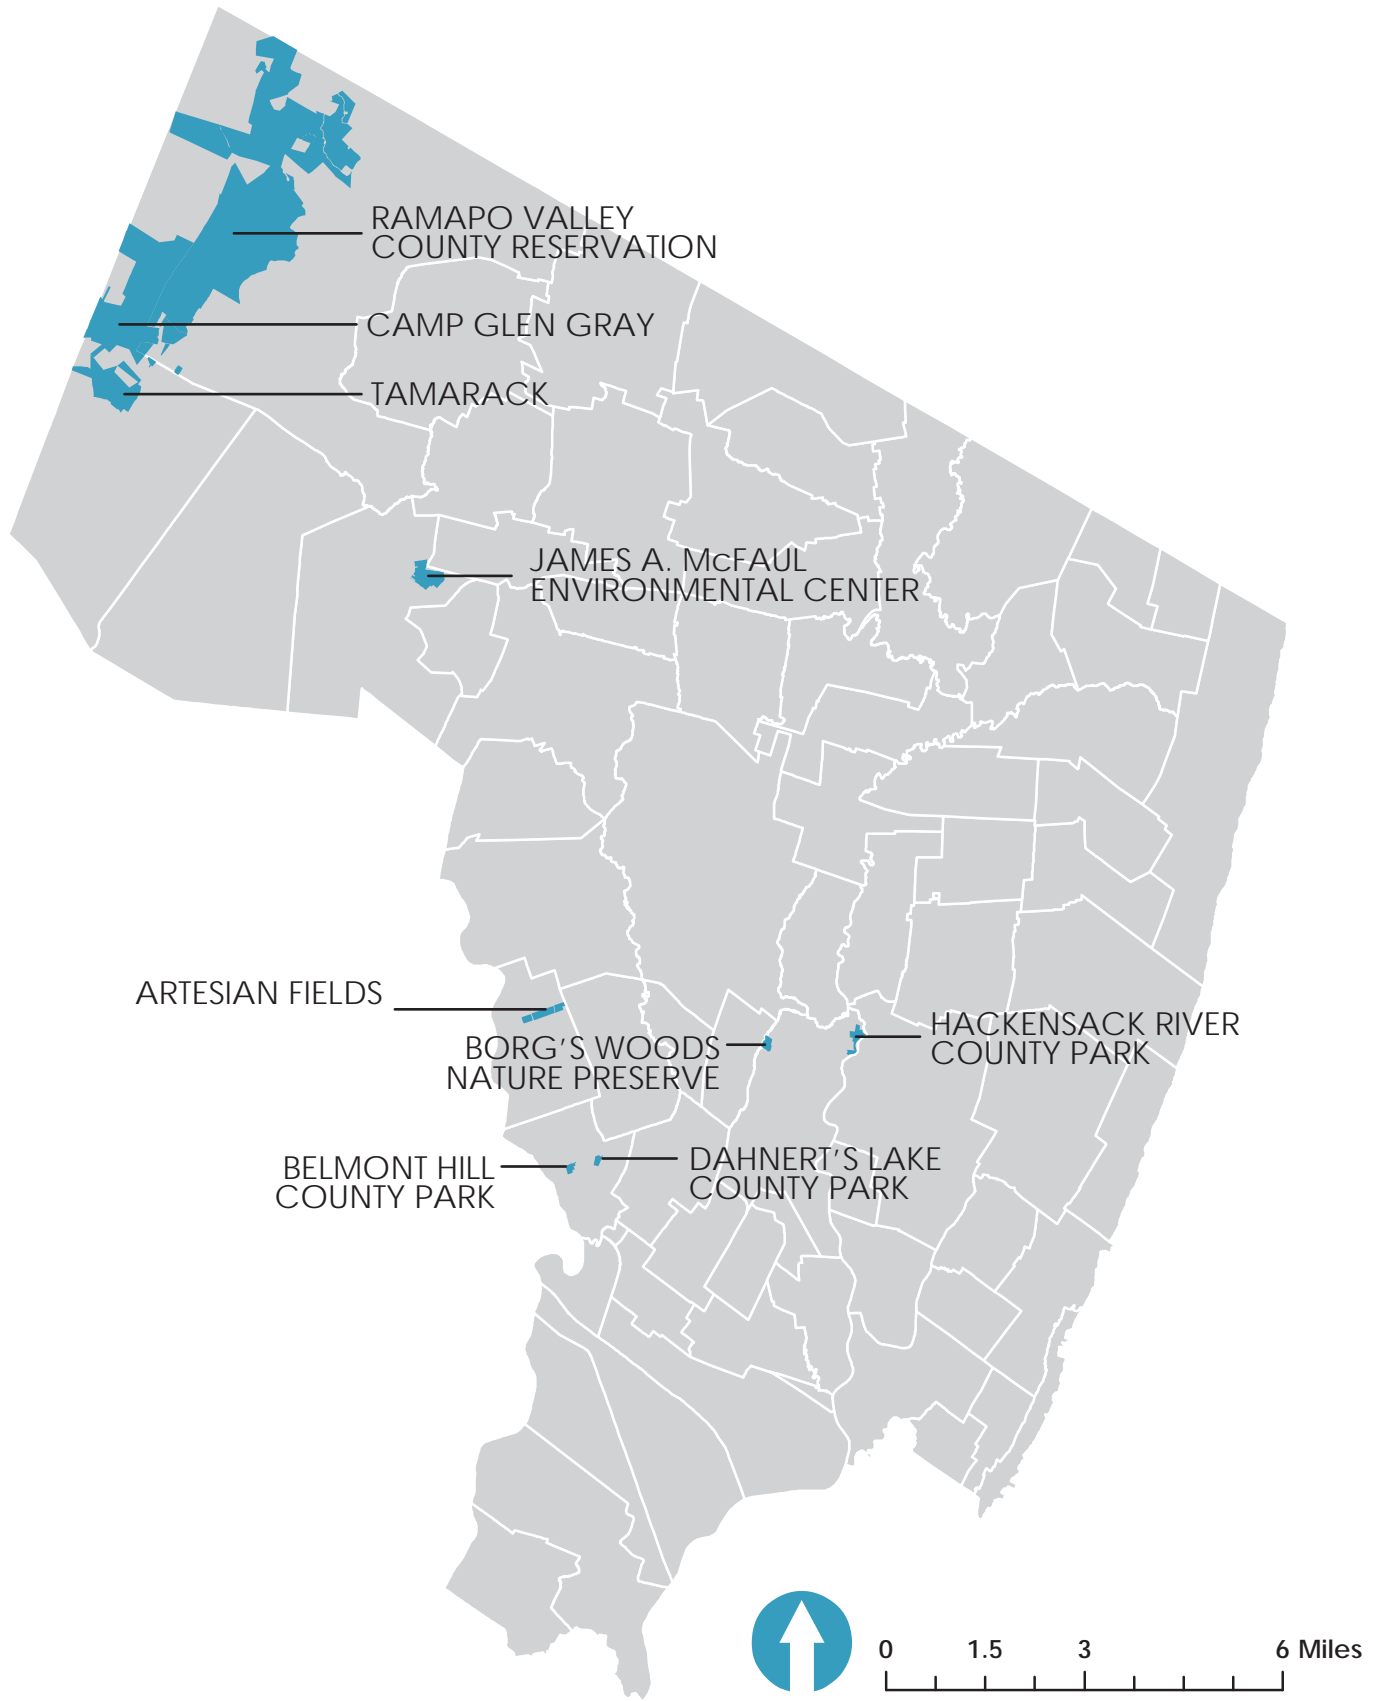 RAMAPO VALLEY
COUNTY RESERVATION
CAMP GLEN GRAY
TAMARACK
JAMES A. McFAUL
ENVIRONMENTAL CENTER
ARTESIAN FIELDS
BORG'S WOODS
NATURE PRESERVE
HACKENSACK RIVER
COUNTY PARK
BELMONT HILL
COUNTY PARK
DAHNERT'S LAKE
COUNTY PARK
0 1.5 3 6 Miles